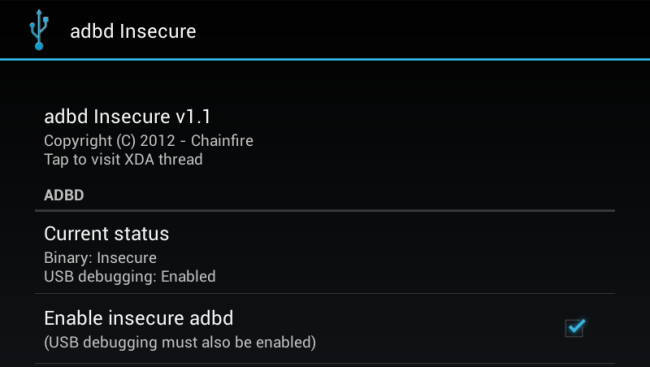 adbd Insecure
adbd Insecure v1.1
Copyright (C) 2012 - Chainfire
Tap to visit XDA thread
ADBD
Current status
Binary: Insecure
USB debugging: Enabled
Enable insecure adbd
(USB debugging must also be enabled)